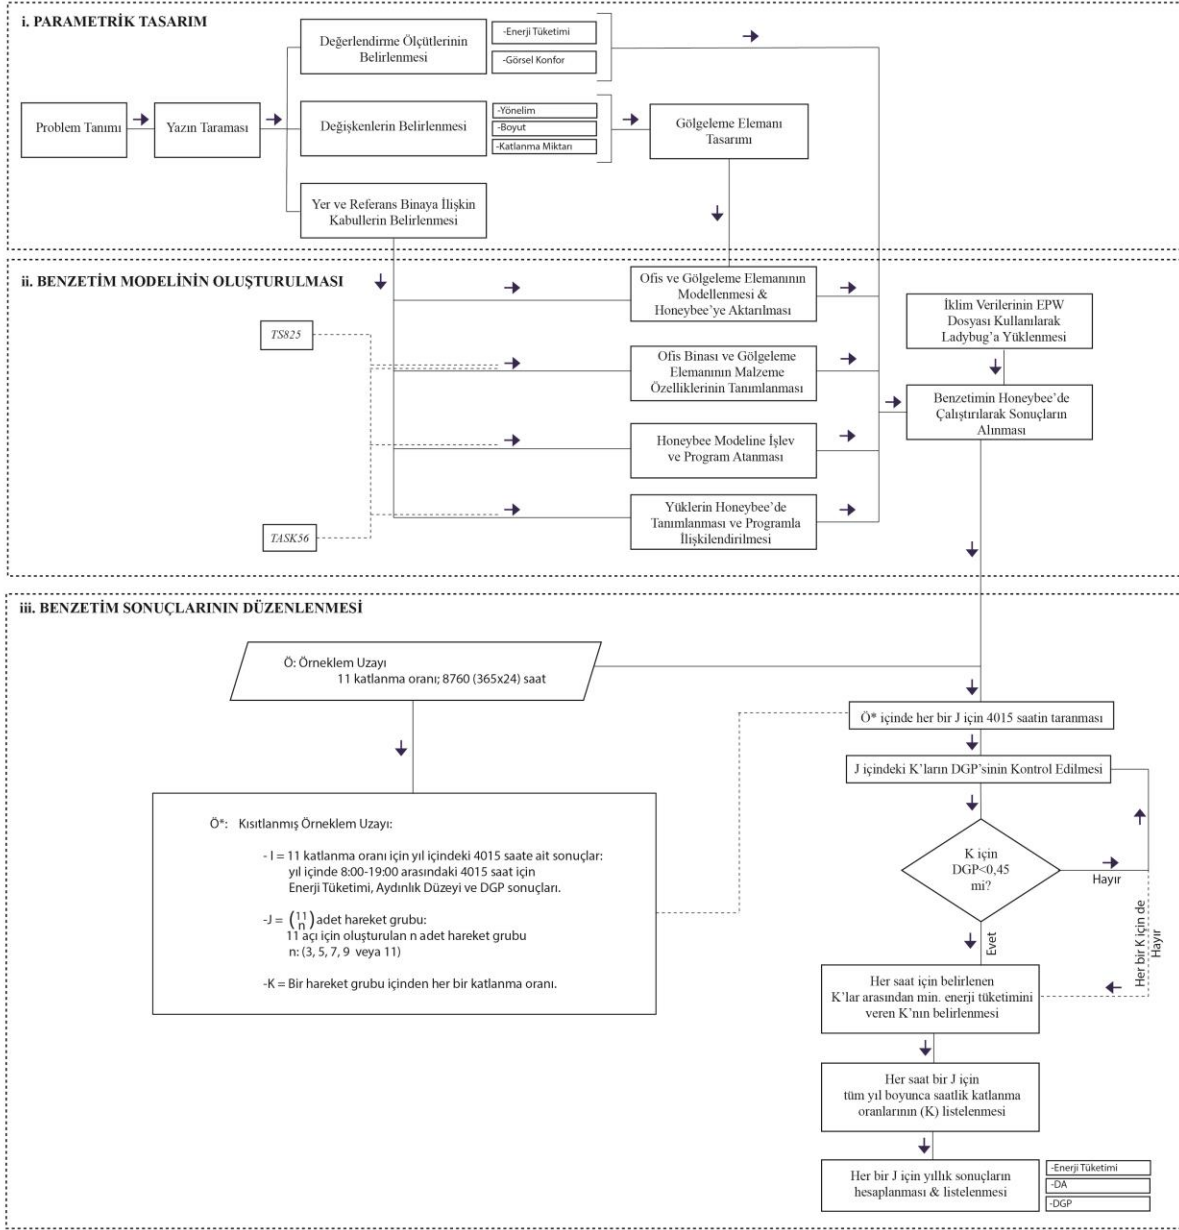 i. PARAMETRİK TASARIM
Değerlendirme Ölçütlerinin
Belirlenmesi
-Enerji Tüketimi
-Görsel Konfor
Problem Tanımı
Yazın Taraması
Değişkenlerin Belirlenmesi
-Yönelim
-Boyut
-Katlanma Miktarı
Gölgeleme Elemanı
Tasarımı
Yer ve Referans Binaya İlişkin
Kabullerin Belirlenmesi
ii. BENZETİM MODELİNİN OLUŞTURULMASI
Ofis ve Gölgeleme Elemanının
Modellenmesi &
Honeybee'ye Aktarılması
İklim Verilerinin EPW
Dosyası Kullanılarak
Ladybug'a Yüklenmesi
TS825
Ofis Binası ve Gölgeleme
Elemanının Malzeme
Özelliklerinin Tanımlanması
Benzetimin Honeybee'de
Çalıştırılarak Sonuçların
Alınması
Honeybee Modeline İşlev
ve Program Atanması
Yüklerin Honeybee'de
Tanımlanması ve Programla
İlişkilendirilmesi
TASK56
iii. BENZETİM SONUÇLARININ DÜZENLENMESİ
Ö: Örneklem Uzayı
11 katlanma oranı; 8760 (365x24) saat
Ö* içinde her bir J için 4015 saatin taranması
J içindeki K'ların DGP'sinin Kontrol Edilmesi
Ö*: Kısıtlanmış Örneklem Uzayı:
- I = 11 katlanma oranı için yıl içindeki 4015 saate ait sonuçlar:
yıl içinde 8:00-19:00 arasındaki 4015 saat için
Enerji Tüketimi, Aydınlık Düzeyi ve DGP sonuçları.
-J = (11 n) adet hareket grubu:
11 açı için oluşturulan n adet hareket grubu
n: (3, 5, 7, 9 veya 11)
-K = Bir hareket grubu içinden her bir katlanma oranı.
K için
DGP<0,45
mi?
Hayır
Evet
Her bir K için de
Hayır
Her saat için belirlenen
K'lar arasından min. enerji tüketimini
veren K'nın belirlenmesi
Her saat bir J için
tüm yıl boyunca saatlik katlanma
oranlarının (K) listelenmesi
Her bir J için yıllık sonuçların
hesaplanması & listelenmesi
-Enerji Tüketimi
-DA
-DGP